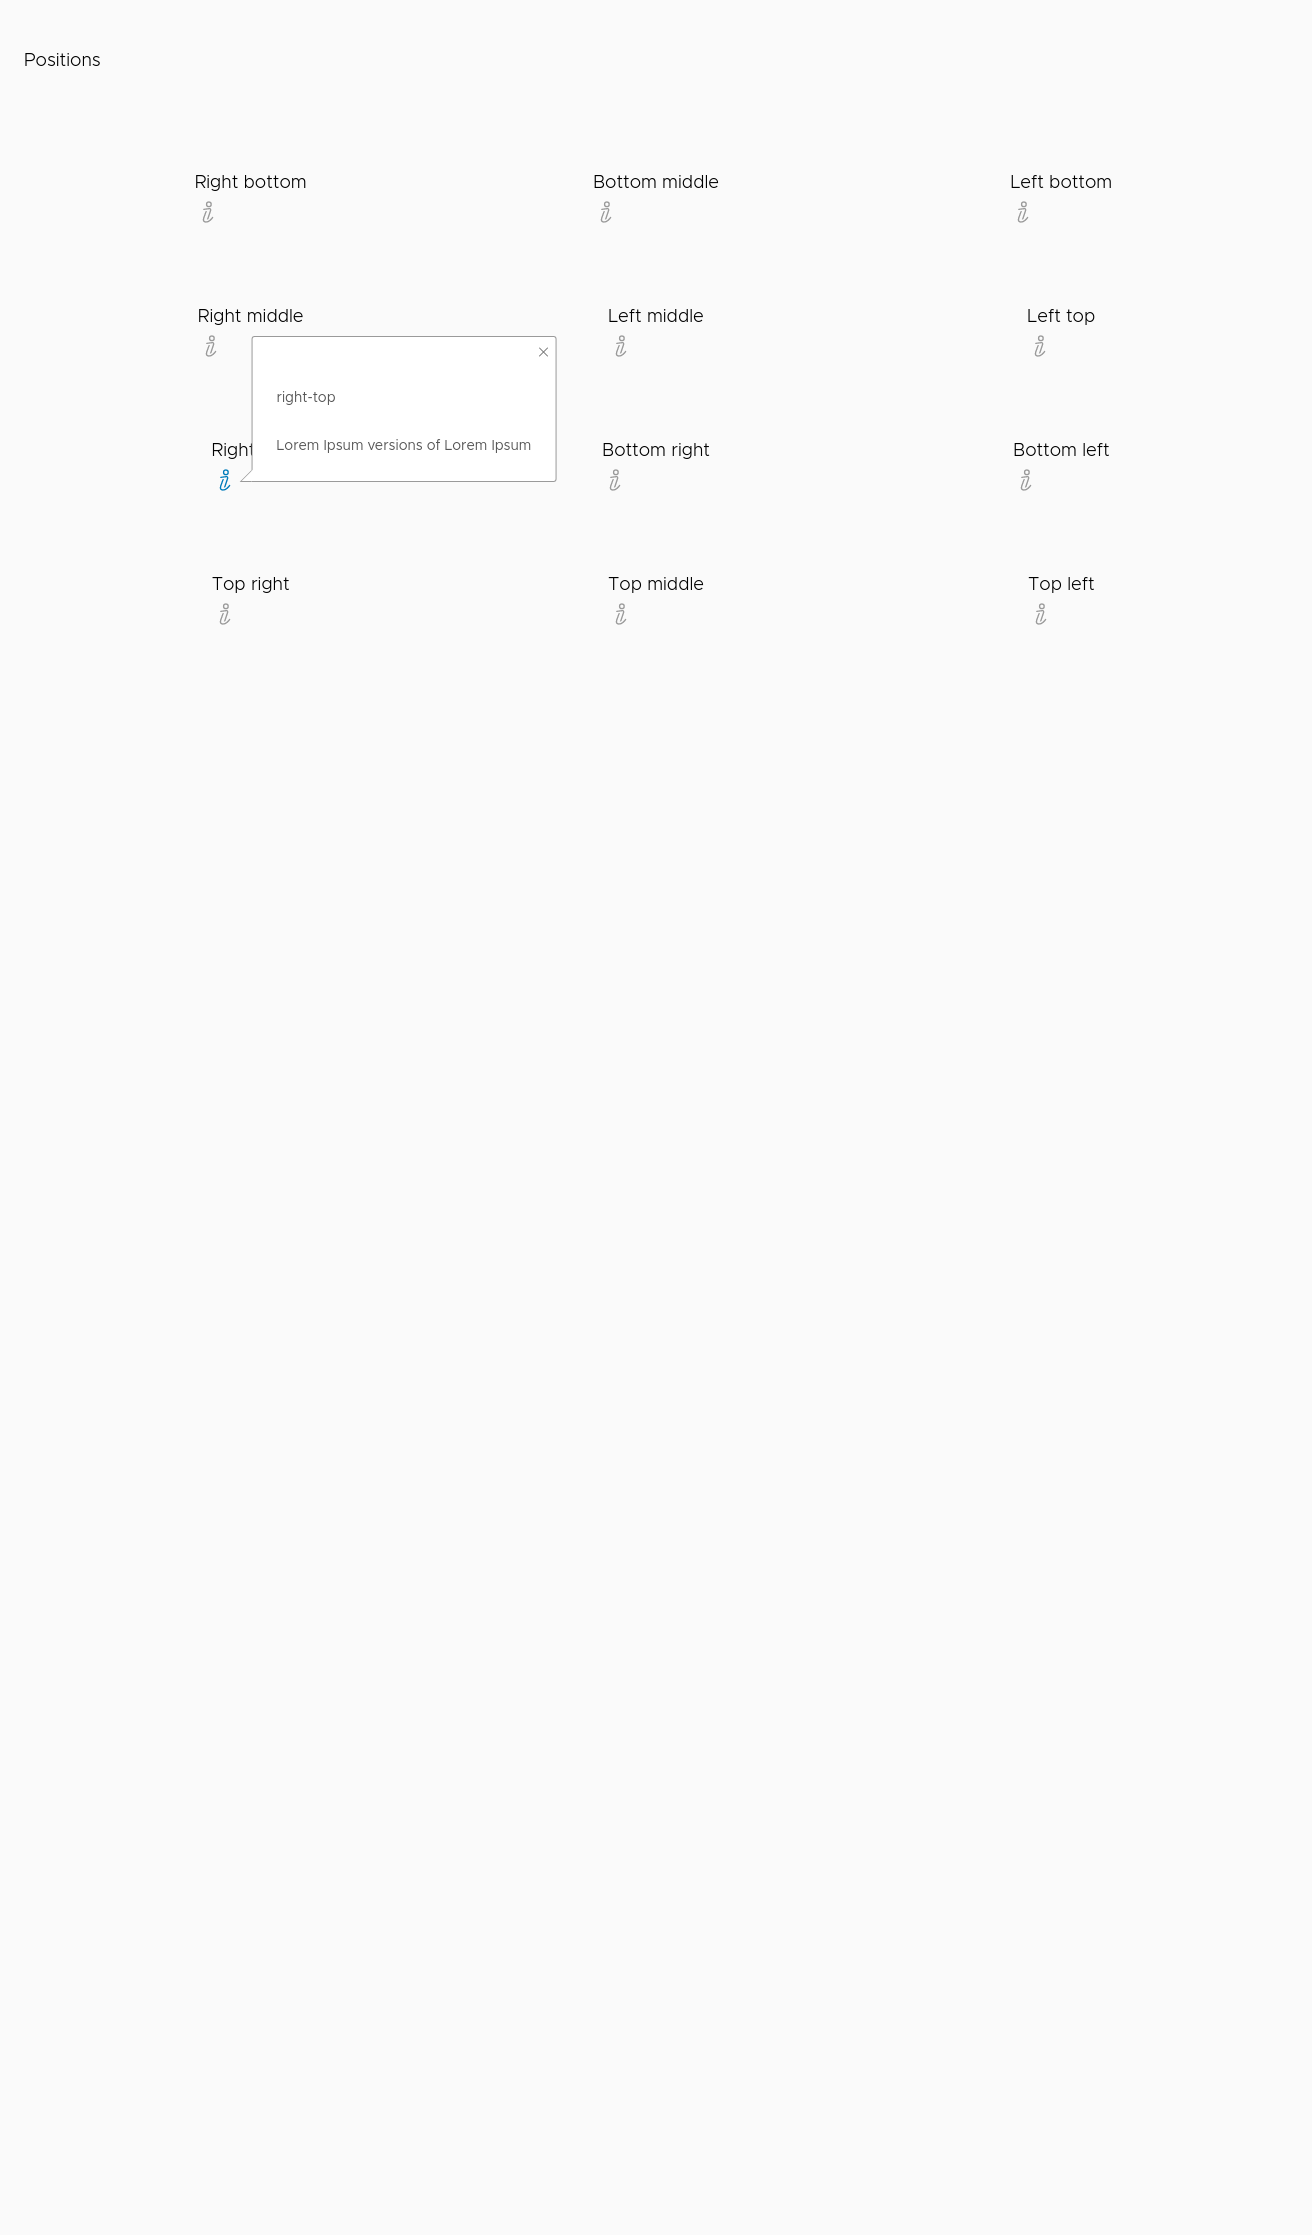 Positions
Right bottom
Bottom middle
Left bottom
Right middle
Left middle
Left top
right-top
Lorem Ipsum versions of Lorem Ipsum
Right
Bottom right
Bottom left
Top right
Top middle
Top left